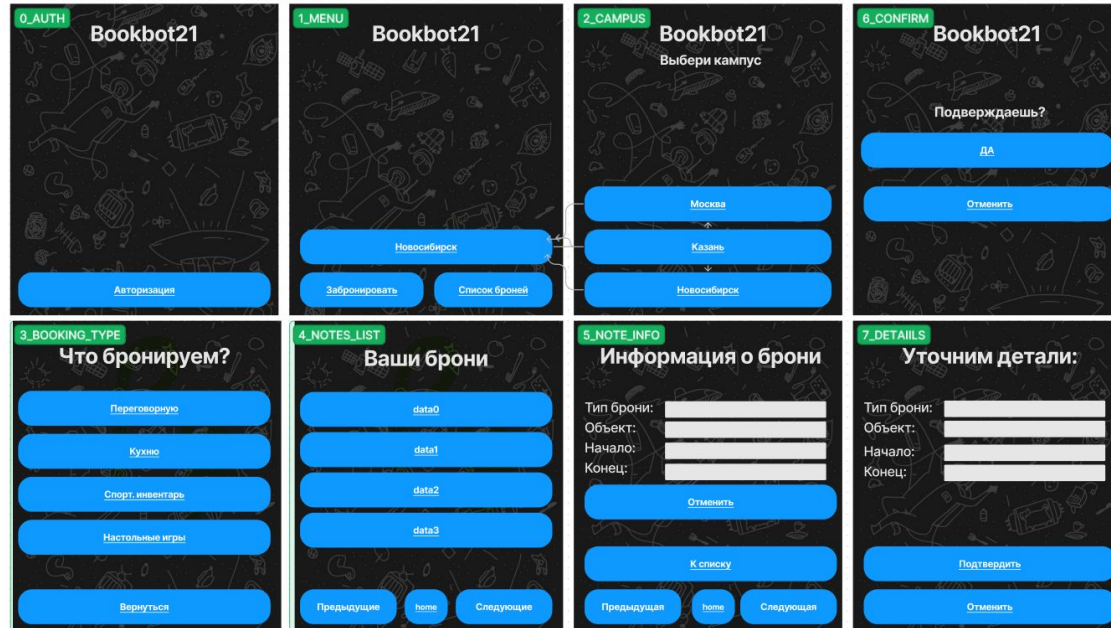 0_AUTH
Bookbot21
Авторизация
1_MENU
Bookbot21
Новосибирск
Забронировать
Список броней
2_CAMPUS
Bookbot21
Выбери кампус
Москва
Казань
Новосибирск
6_CONFIRM
Bookbot21
Подтверждаешь?
ДА
Отменить
3_BOOKING_TYPE
Что бронируем?
Переговорную
Кухню
Спорт. инвентарь
Настольные игры
Вернуться
4_NOTES_LIST
Ваши брони
data0
data1
data2
data3
Предыдущие
home
Следующие
5_NOTE_INFO
Информация о брони
Тип брони:
Объект:
Начало:
Конец:
Отменить
К списку
Предыдущая
home
Следующая
7_DETAIILS
Уточним детали:
Тип брони:
Объект:
Начало:
Конец:
Подтвердить
Отменить